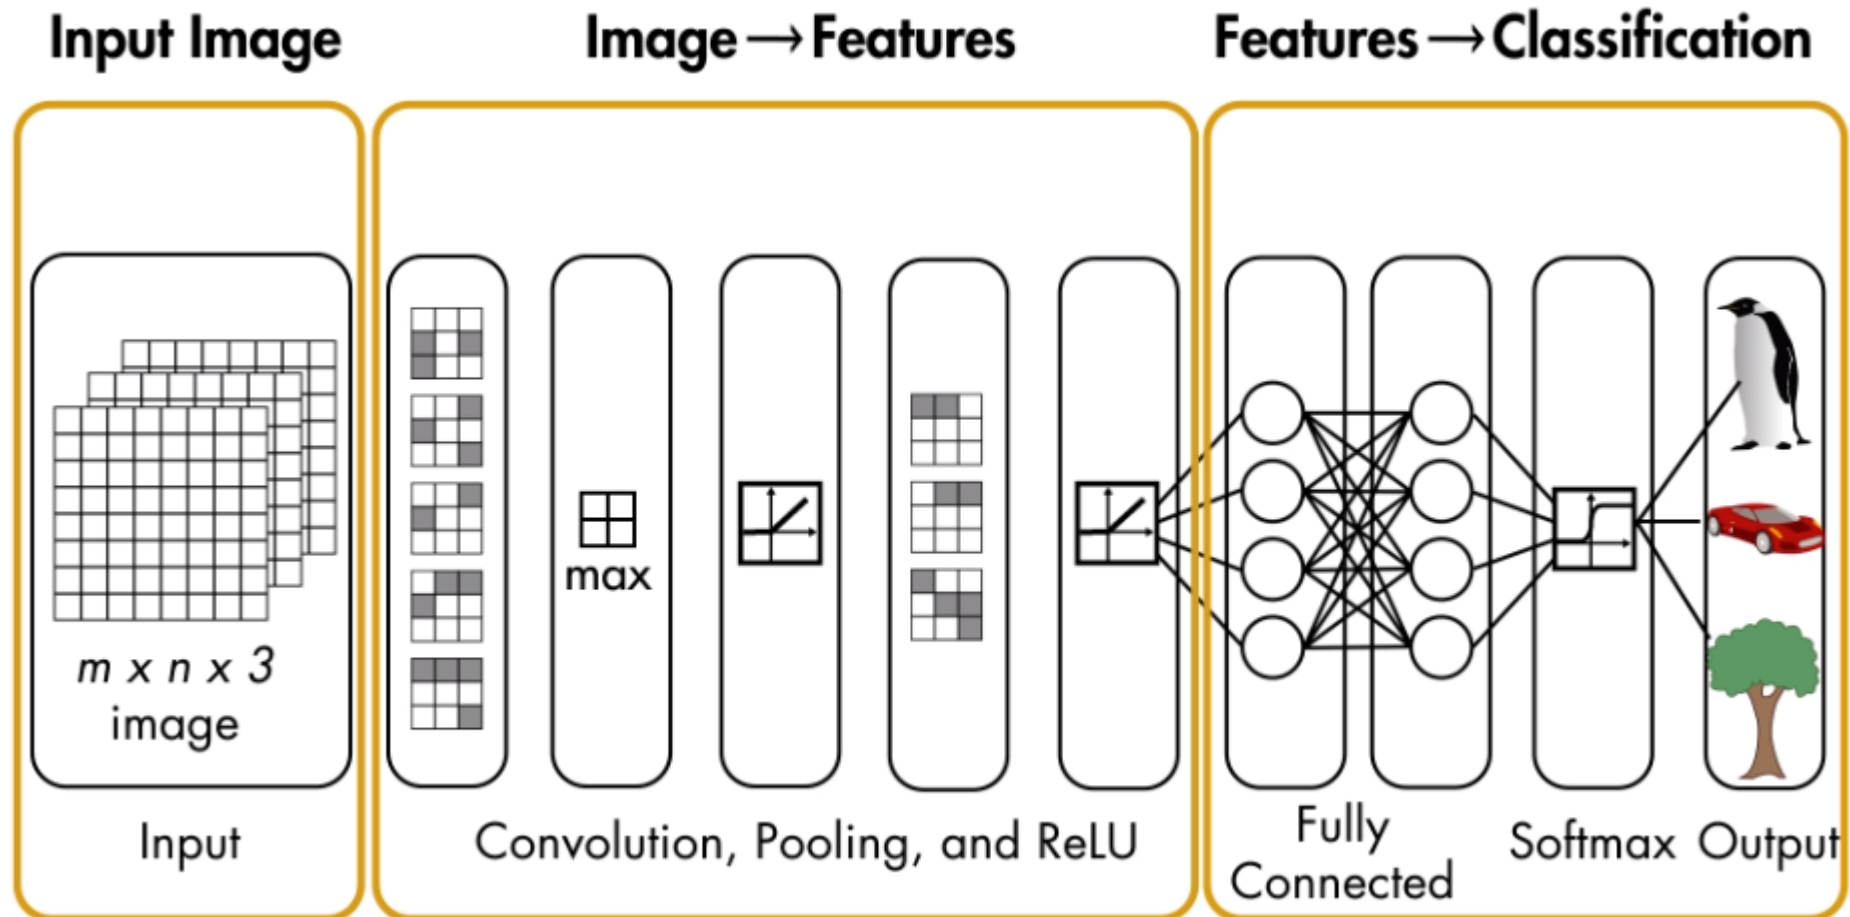 Input Image
Image→Features
Features→Classification
m x n x 3
image
max
Input
Convolution, Pooling, and ReLU
Fully
Connected
Softmax
Output